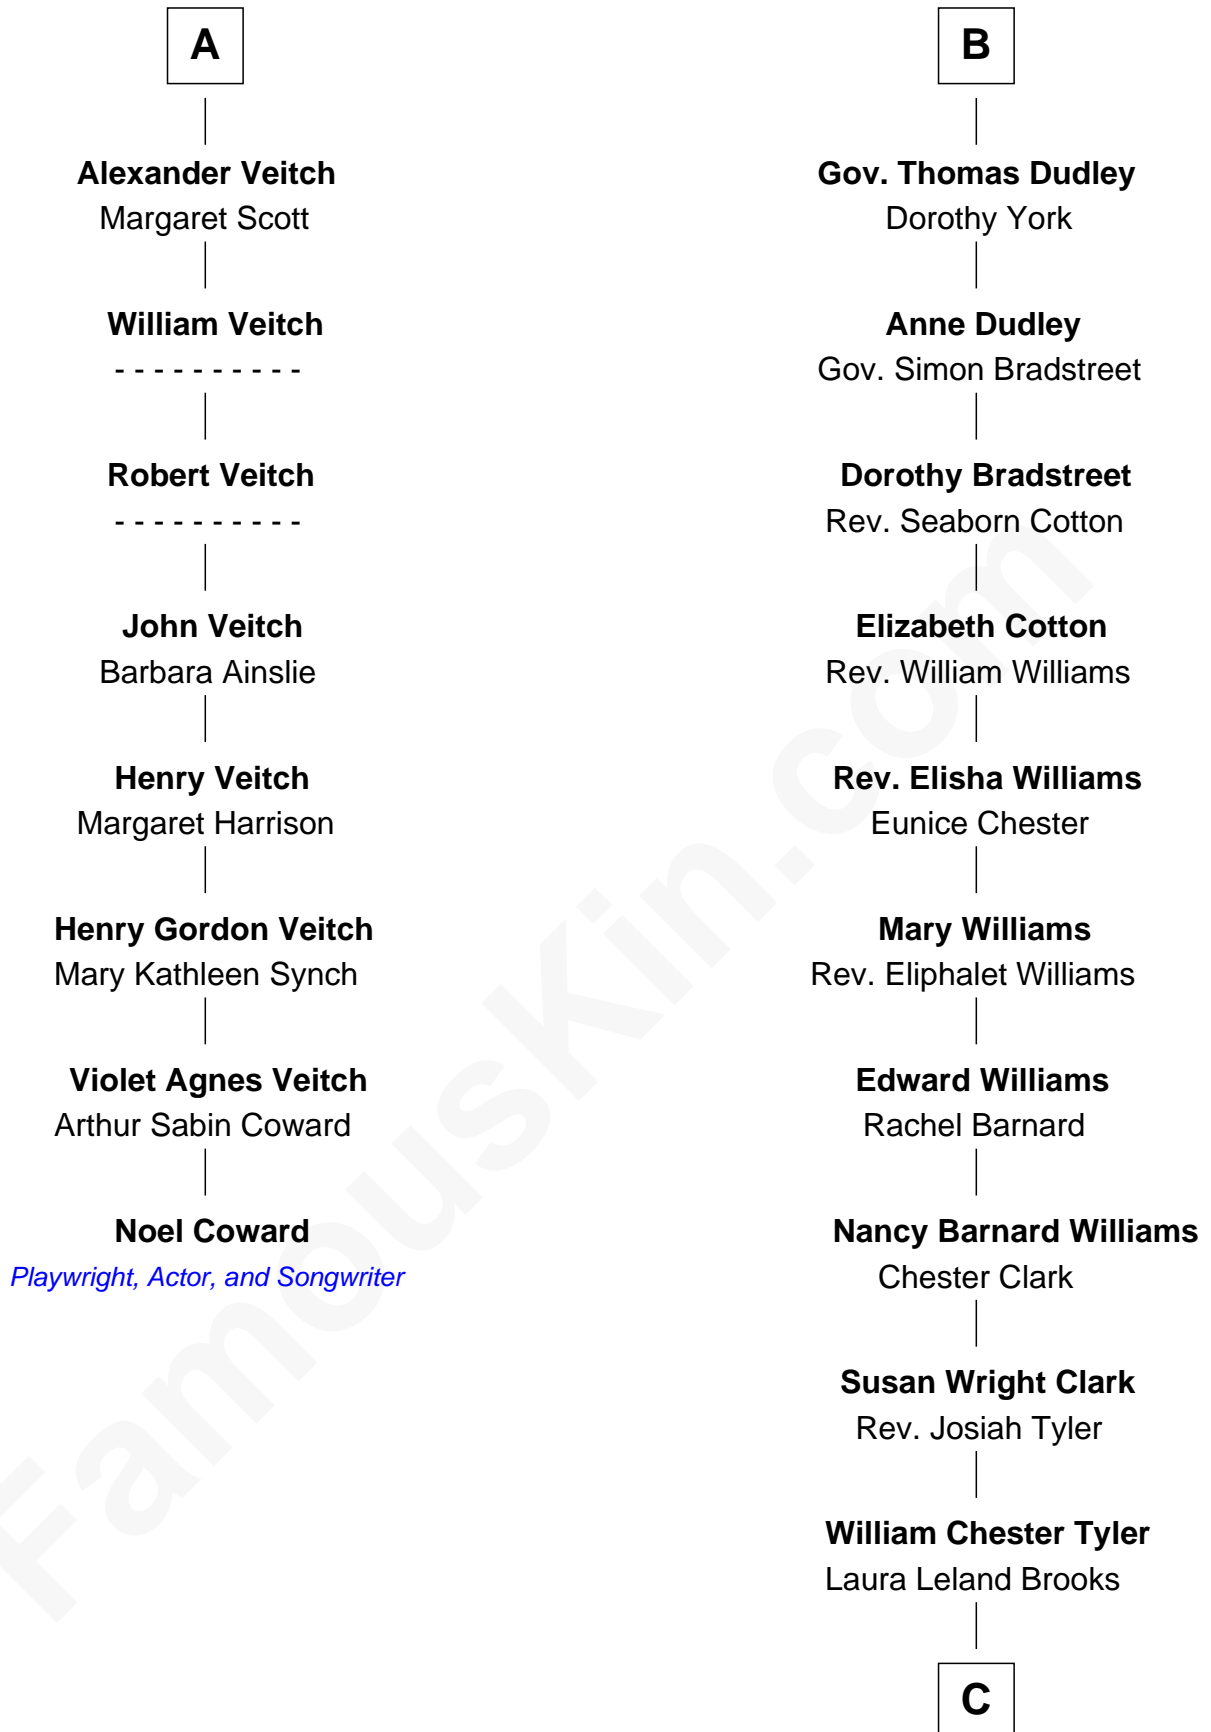 A
Alexander Veitch
Margaret Scott
William Veitch
- - - - - - - - - -
Robert Veitch
- - - - - - - - - -
John Veitch
Barbara Ainslie
Henry Veitch
Margaret Harrison
Henry Gordon Veitch
Mary Kathleen Synch
Violet Agnes Veitch
Arthur Sabin Coward
Noel Coward
Playwright, Actor, and Songwriter
B
Gov. Thomas Dudley
Dorothy York
Anne Dudley
Gov. Simon Bradstreet
Dorothy Bradstreet
Rev. Seaborn Cotton
Elizabeth Cotton
Rev. William Williams
Rev. Elisha Williams
Eunice Chester
Mary Williams
Rev. Eliphalet Williams
Edward Williams
Rachel Barnard
Nancy Barnard Williams
Chester Clark
Susan Wright Clark
Rev. Josiah Tyler
William Chester Tyler
Laura Leland Brooks
C
FamousKin.com